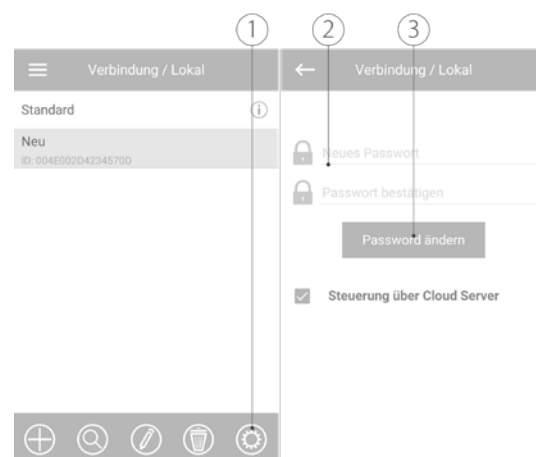 1
2
3
Verbindung / Lokal
Standard
i
Neu
ID: 004E002D4234570D
Verbindung / Lokal
Neues Passwort
Passwort bestätigen
Password ändern
Steuerung über Cloud Server